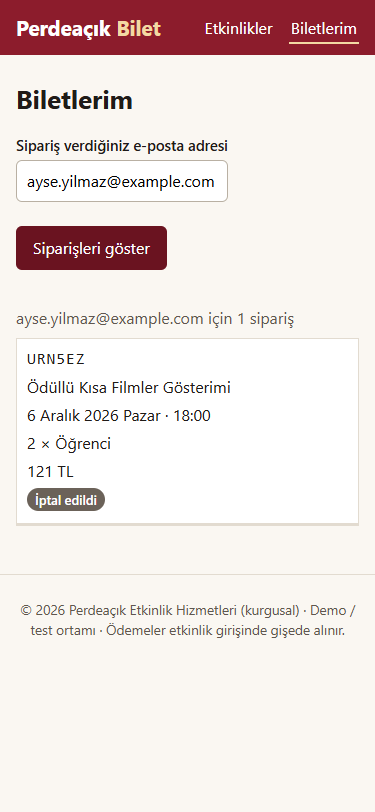 Perdeaçık Bilet Etkinlikler Biletlerim
Biletlerim
Sipariş verdiğiniz e-posta adresi
ayse.yilmaz@example.com
Siparişleri göster
ayse.yilmaz@example.com için 1 sipariş
URN5EZ
Ödüllü Kısa Filmler Gösterimi
6 Aralık 2026 Pazar · 18:00
2 × Öğrenci
121 TL
İptal edildi
© 2026 Perdeaçık Etkinlik Hizmetleri (kurgusal) · Demo /
test ortamı · Ödemeler etkinlik girişinde gişede alınır.